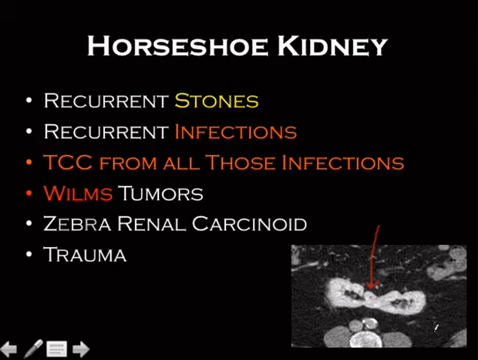 Horseshoe Kidney
• Recurrent Stones
• Recurrent Infections
• TCC from all Those Infections
• Wilms Tumors
• Zebra Renal Carcinoid
• Trauma